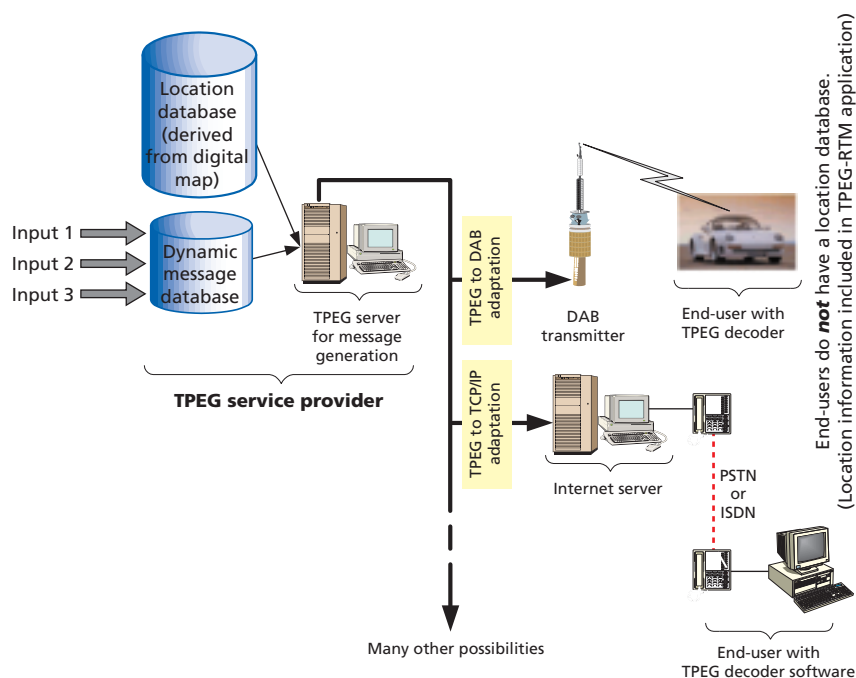 Location
database
(derived
from digital
map)
Input 1
Input 2
Input 3
Dynamic
message
database
TPEG server
for message
generation
TPEG service provider
TPEG to DAB
adaptation
DAB
transmitter
End-user with
TPEG decoder
TPEG to TCP/IP
adaptation
Internet server
PSTN
or
ISDN
End-user with
TPEG decoder software
Many other possibilities
End-users do not have a location database.
(Location information included in TPEG-RTM application)